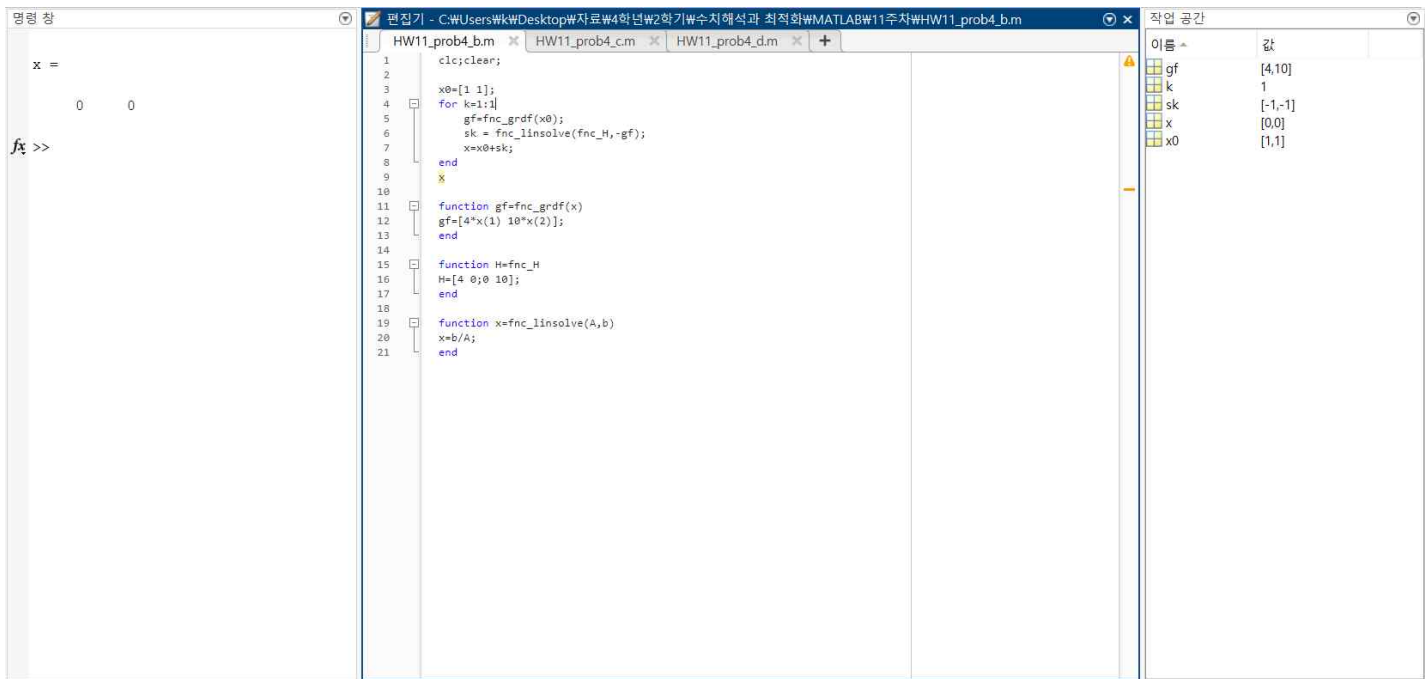 명령 창
x =
0 0
fx >>
편집기 - C:₩Users₩k₩Desktop₩자료₩4학년₩2학기₩수치해석과 최적화₩MATLAB₩11주차₩HW11_prob4_b.m
HW11_prob4_b.m HW11_prob4_c.m HW11_prob4_d.m +
1 clc;clear;
2
3 x0=[1 1];
4 for k=1:1
5 gf=fnc_grdf(x0);
6 sk = fnc_linsolve(fnc_H,-gf);
7 x=x0+sk;
8 end
9 x
10
11 function gf=fnc_grdf(x)
12 gf=[4*x(1) 10*x(2)];
13 end
14
15 function H=fnc_H
16 H=[4 0;0 10];
17 end
18
19 function x=fnc_linsolve(A,b)
20 x=b/A;
21 end
작업 공간
이름 값
gf [4,10]
k 1
sk [-1,-1]
x [0,0]
x0 [1,1]